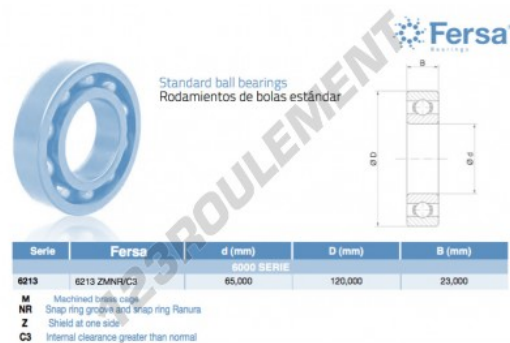 Fersa
Bearings
Standard ball bearings
Rodamientos de bolas estándar
B
Ø D
Ø d
123ROULEMENT
Serie Fersa d (mm) D (mm) B (mm)
6000 SERIE
6213 6213 ZMNR/C3 65,000 120,000 23,000
M Machined brass cage
NR Snap ring groove and snap ring Ranura
Z Shield at one side
C3 Internal clearance greater than normal